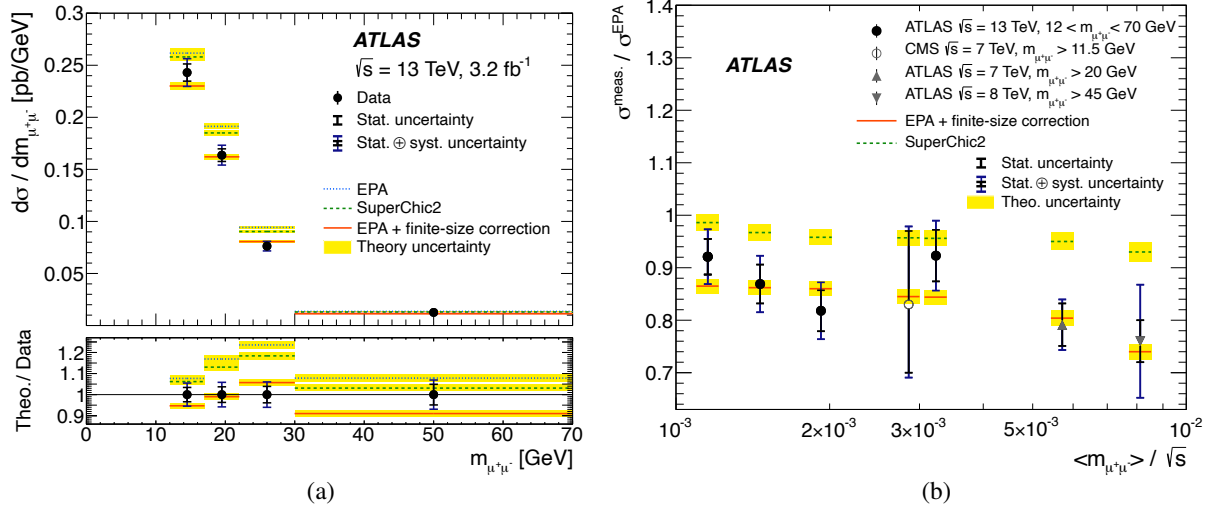 0.3
0.25
0.2
0.15
0.1
0.05
dσ / dm_μ⁺μ⁻ [pb/GeV]
ATLAS
√s = 13 TeV, 3.2 fb⁻¹
Data
Stat. uncertainty
Stat. ⊕ syst. uncertainty
EPA
SuperChic2
EPA + finite-size correction
Theory uncertainty
Theo./ Data
1.2
1.1
1
0.9
0 10 20 30 40 50 60 70
m_μ⁺μ⁻ [GeV]
(a)
σ^meas. / σ^EPA
1.4
1.3
1.2
1.1
1
0.9
0.8
0.7
ATLAS
ATLAS √s = 13 TeV, 12 < m_μ⁺μ⁻ < 70 GeV
CMS √s = 7 TeV, m_μ⁺μ⁻ > 11.5 GeV
ATLAS √s = 7 TeV, m_μ⁺μ⁻ > 20 GeV
ATLAS √s = 8 TeV, m_μ⁺μ⁻ > 45 GeV
EPA + finite-size correction
SuperChic2
Stat. uncertainty
Stat. ⊕ syst. uncertainty
Theo. uncertainty
10⁻³ 2×10⁻³ 3×10⁻³ 5×10⁻³ 10⁻²
<m_μ⁺μ⁻> / √s
(b)